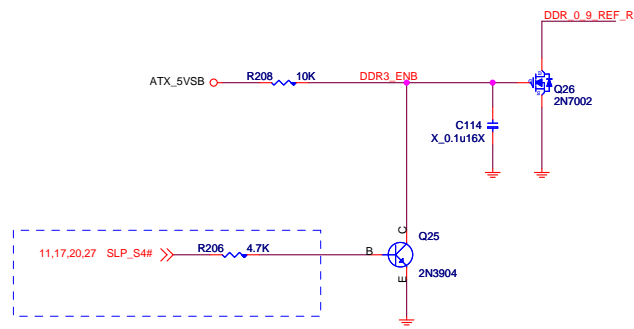 DDR_0_9_REF_R
ATX_5VSB
R208
10K
DDR3_ENB
D
G
S
Q26
2N7002
C114
X_0.1u16X
11,17,20,27
SLP_S4#
R206
4.7K
B
C
Q25
2N3904
E